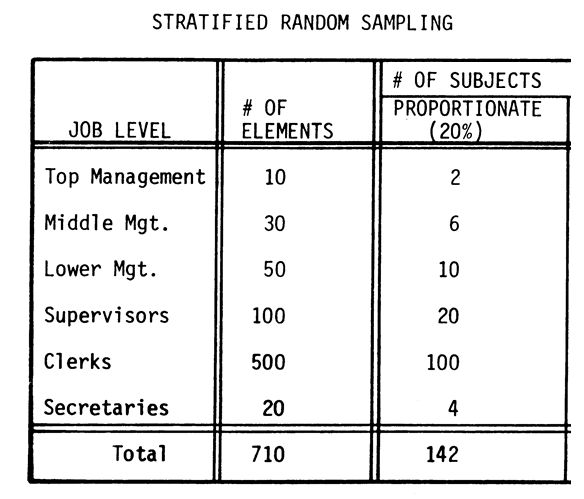 STRATIFIED RANDOM SAMPLING
# OF SUBJECTS
# OF PROPORTIONATE
JOB LEVEL ELEMENTS (20%)
Top Management 10 2
Middle Mgt. 30 6
Lower Mgt. 50 10
Supervisors 100 20
Clerks 500 100
Secretaries 20 4
Total 710 142